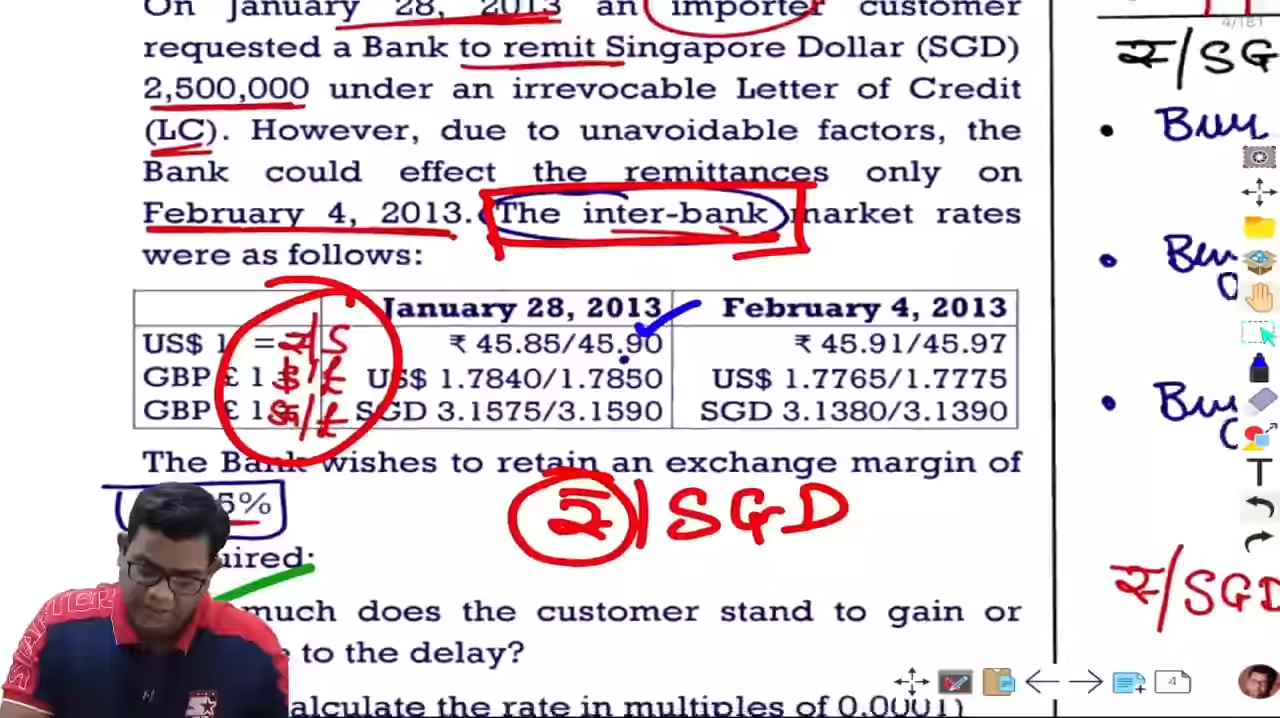 On January 28, 2013 an importer customer
requested a Bank to remit Singapore Dollar (SGD)
2,500,000 under an irrevocable Letter of Credit
(LC). However, due to unavoidable factors, the
Bank could effect the remittances only on
February 4, 2013. The inter-bank market rates
were as follows:
January 28, 2013 February 4, 2013
US$ 1 = ₹/$ ₹ 45.85/45.90 ₹ 45.91/45.97
GBP £ 1 $/£ US$ 1.7840/1.7850 US$ 1.7765/1.7775
GBP £ 1 SGD 3.1575/3.1590 SGD 3.1380/3.1390
The Bank wishes to retain an exchange margin of
5%
₹/SGD
uired:
much does the customer stand to gain or
to the delay?
alculate the rate in multiples of 0.0001)
4/181
₹/SG
• Buy
•
• Buy
₹/SGD
T
4